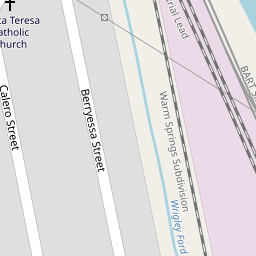 ta Teresa
atholic
hurch
Calero Street
Berryessa Street
Warm Springs Subdivision
Wrigley Ford
rial Lead
BART S